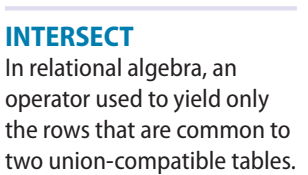 INTERSECT
In relational algebra, an
operator used to yield only
the rows that are common to
two union-compatible tables.